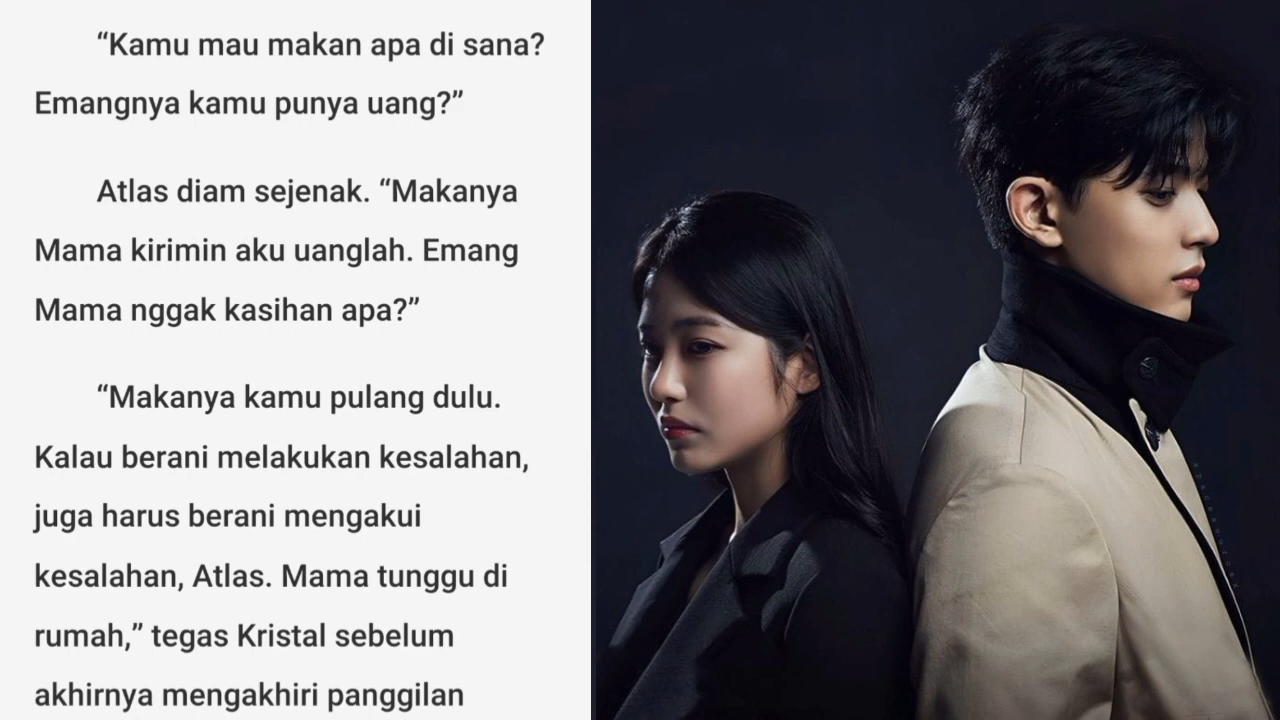 “Kamu mau makan apa di sana?
Emangnya kamu punya uang?”
Atlas diam sejenak. “Makanya
Mama kirimin aku uanglah. Emang
Mama nggak kasihan apa?”
“Makanya kamu pulang dulu.
Kalau berani melakukan kesalahan,
juga harus berani mengakui
kesalahan, Atlas. Mama tunggu di
rumah,” tegas Kristal sebelum
akhirnya mengakhiri panggilan